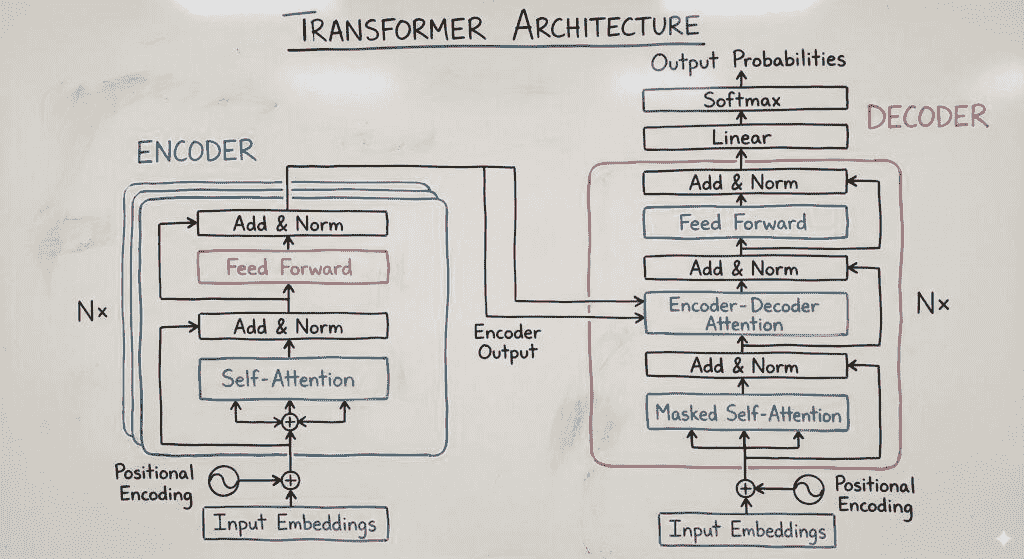 TRANSFORMER ARCHITECTURE
ENCODER
Nx
Add & Norm
Feed Forward
Add & Norm
Self-Attention
Positional
Encoding
Input Embeddings
Encoder
Output
DECODER
Output Probabilities
Softmax
Linear
Add & Norm
Feed Forward
Add & Norm
Encoder-Decoder
Attention
Add & Norm
Masked Self-Attention
Nx
Positional
Encoding
Input Embeddings